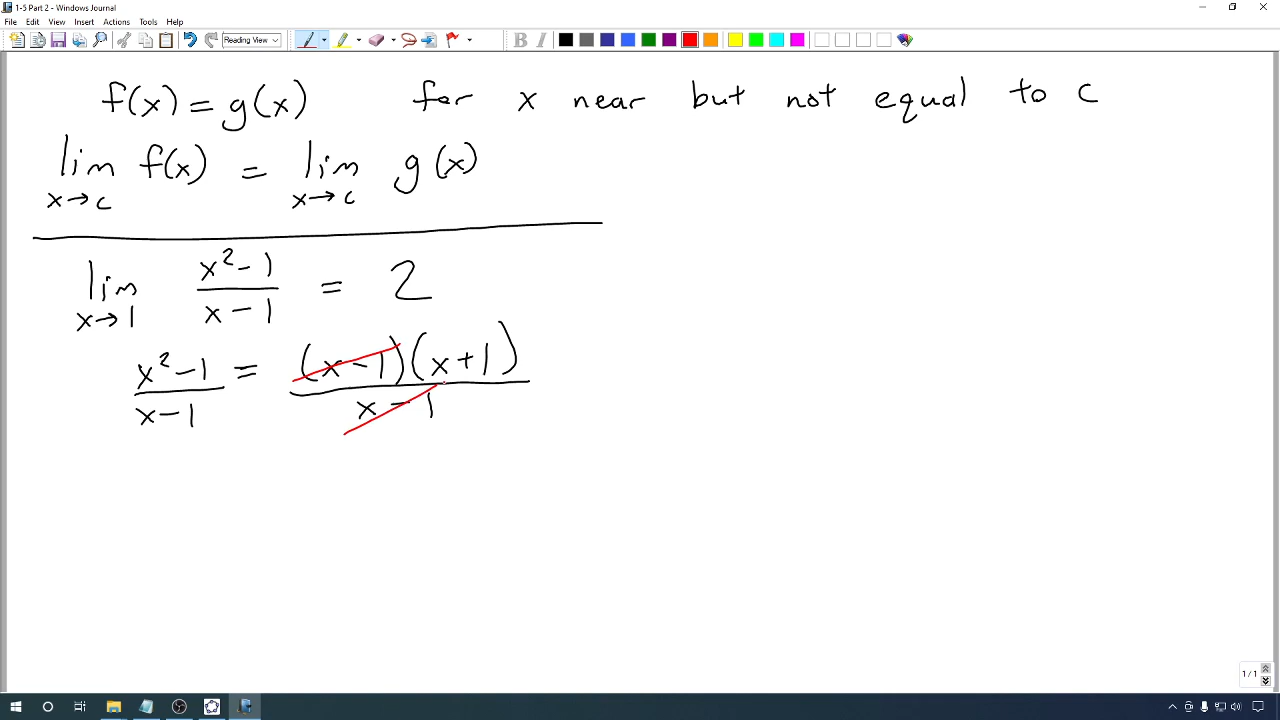 1-5 Part 2 - Windows Journal
File Edit View Insert Actions Tools Help
Reading View
B I
f(x) = g(x) for x near but not equal to c
lim x→c f(x) = lim x→c g(x)
lim x→1 (x²-1)/(x-1) = 2
(x²-1)/(x-1) = ((x-1)(x+1))/(x-1)
1/1